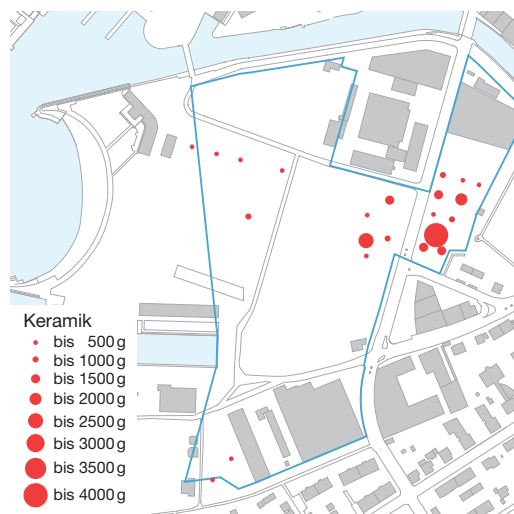 Keramik
bis 500 g
bis 1000 g
bis 1500 g
bis 2000 g
bis 2500 g
bis 3000 g
bis 3500 g
bis 4000 g